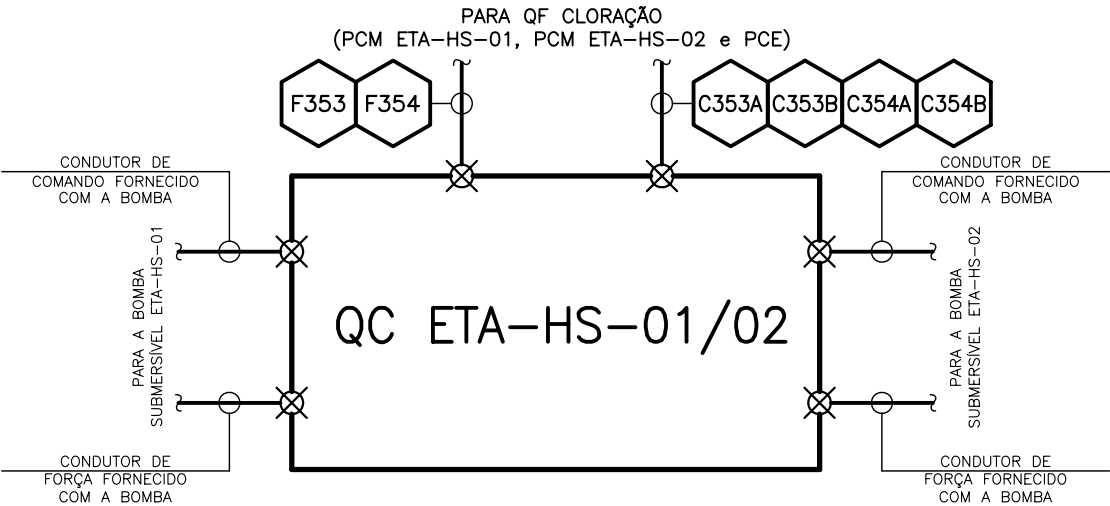 PARA QF CLORAÇÃO
(PCM ETA-HS-01, PCM ETA-HS-02 e PCE)
F353 F354
C353A C353B C354A C354B
CONDUTOR DE
COMANDO FORNECIDO
COM A BOMBA
CONDUTOR DE
COMANDO FORNECIDO
COM A BOMBA
PARA A BOMBA
SUBMERSÍVEL ETA-HS-01
QC ETA-HS-01/02
PARA A BOMBA
SUBMERSÍVEL ETA-HS-02
CONDUTOR DE
FORÇA FORNECIDO
COM A BOMBA
CONDUTOR DE
FORÇA FORNECIDO
COM A BOMBA